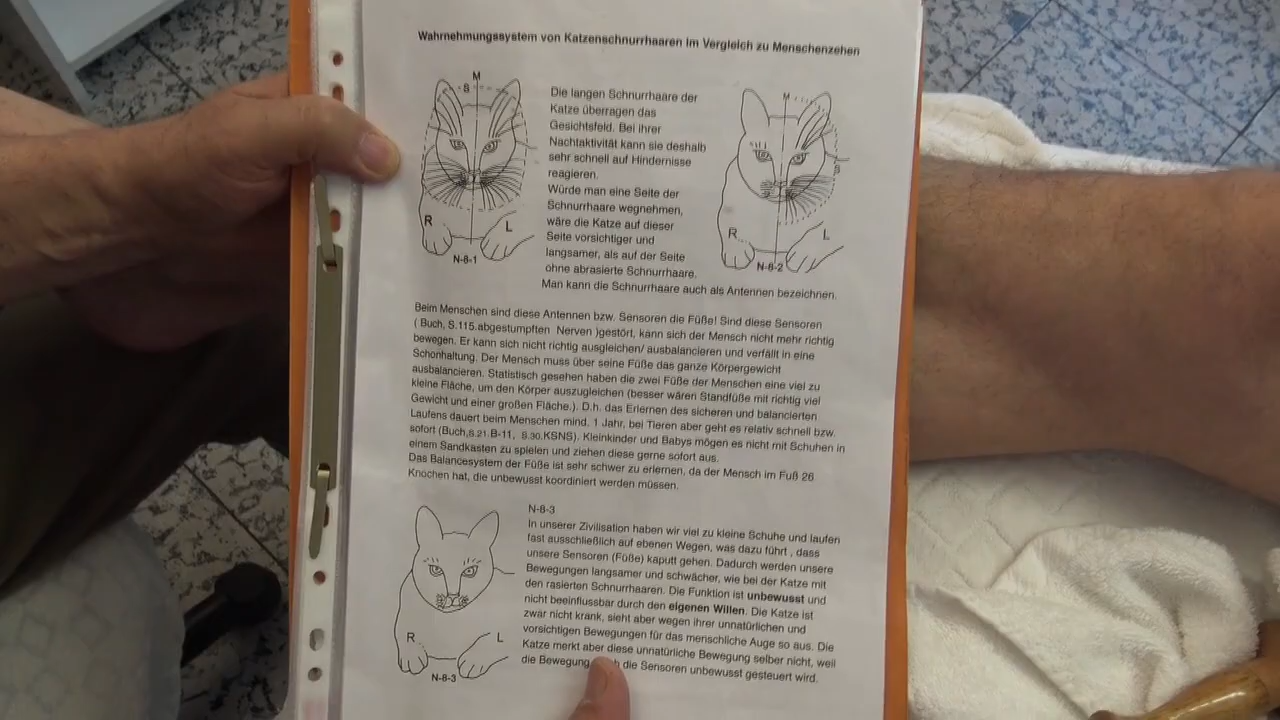 Wahrnehmungssystem von Katzenschnurrhaaren im Vergleich zu Menschenzehen
M
S
R
L
N-8-1
Die langen Schnurrhaare der
Katze überragen das
Gesichtsfeld. Bei ihrer
Nachtaktivität kann sie deshalb
sehr schnell auf Hindernisse
reagieren.
Würde man eine Seite der
Schnurrhaare wegnehmen,
wäre die Katze auf dieser
Seite vorsichtiger und
langsamer, als auf der Seite
ohne abrasierte Schnurrhaare.
Man kann die Schnurrhaare auch als Antennen bezeichnen.
M
S
R
L
N-8-2
Beim Menschen sind diese Antennen bzw. Sensoren die Füße! Sind diese Sensoren
( Buch, S.115.abgestumpften Nerven )gestört, kann sich der Mensch nicht mehr richtig
bewegen. Er kann sich nicht richtig ausgleichen/ ausbalancieren und verfällt in eine
Schonhaltung. Der Mensch muss über seine Füße das ganze Körpergewicht
ausbalancieren. Statistisch gesehen haben die zwei Füße der Menschen eine viel zu
kleine Fläche, um den Körper auszugleichen (besser wären Standfüße mit richtig viel
Gewicht und einer großen Fläche.). D.h. das Erlernen des sicheren und balancierten
Laufens dauert beim Menschen mind. 1 Jahr, bei Tieren aber geht es relativ schnell bzw.
sofort (Buch,S.21.B-11, S.30.KSNS). Kleinkinder und Babys mögen es nicht mit Schuhen in
einem Sandkasten zu spielen und ziehen diese gerne sofort aus.
Das Balancesystem der Füße ist sehr schwer zu erlernen, da der Mensch im Fuß 26
Knochen hat, die unbewusst koordiniert werden müssen.
R
L
N-8-3
N-8-3
In unserer Zivilisation haben wir viel zu kleine Schuhe und laufen
fast ausschließlich auf ebenen Wegen, was dazu führt , dass
unsere Sensoren (Füße) kaputt gehen. Dadurch werden unsere
Bewegungen langsamer und schwächer, wie bei der Katze mit
den rasierten Schnurrhaaren. Die Funktion ist unbewusst und
nicht beeinflussbar durch den eigenen Willen. Die Katze ist
zwar nicht krank, sieht aber wegen ihrer unnatürlichen und
vorsichtigen Bewegungen für das menschliche Auge so aus. Die
Katze merkt aber diese unnatürliche Bewegung selber nicht, weil
die Bewegung die Sensoren unbewusst gesteuert wird.